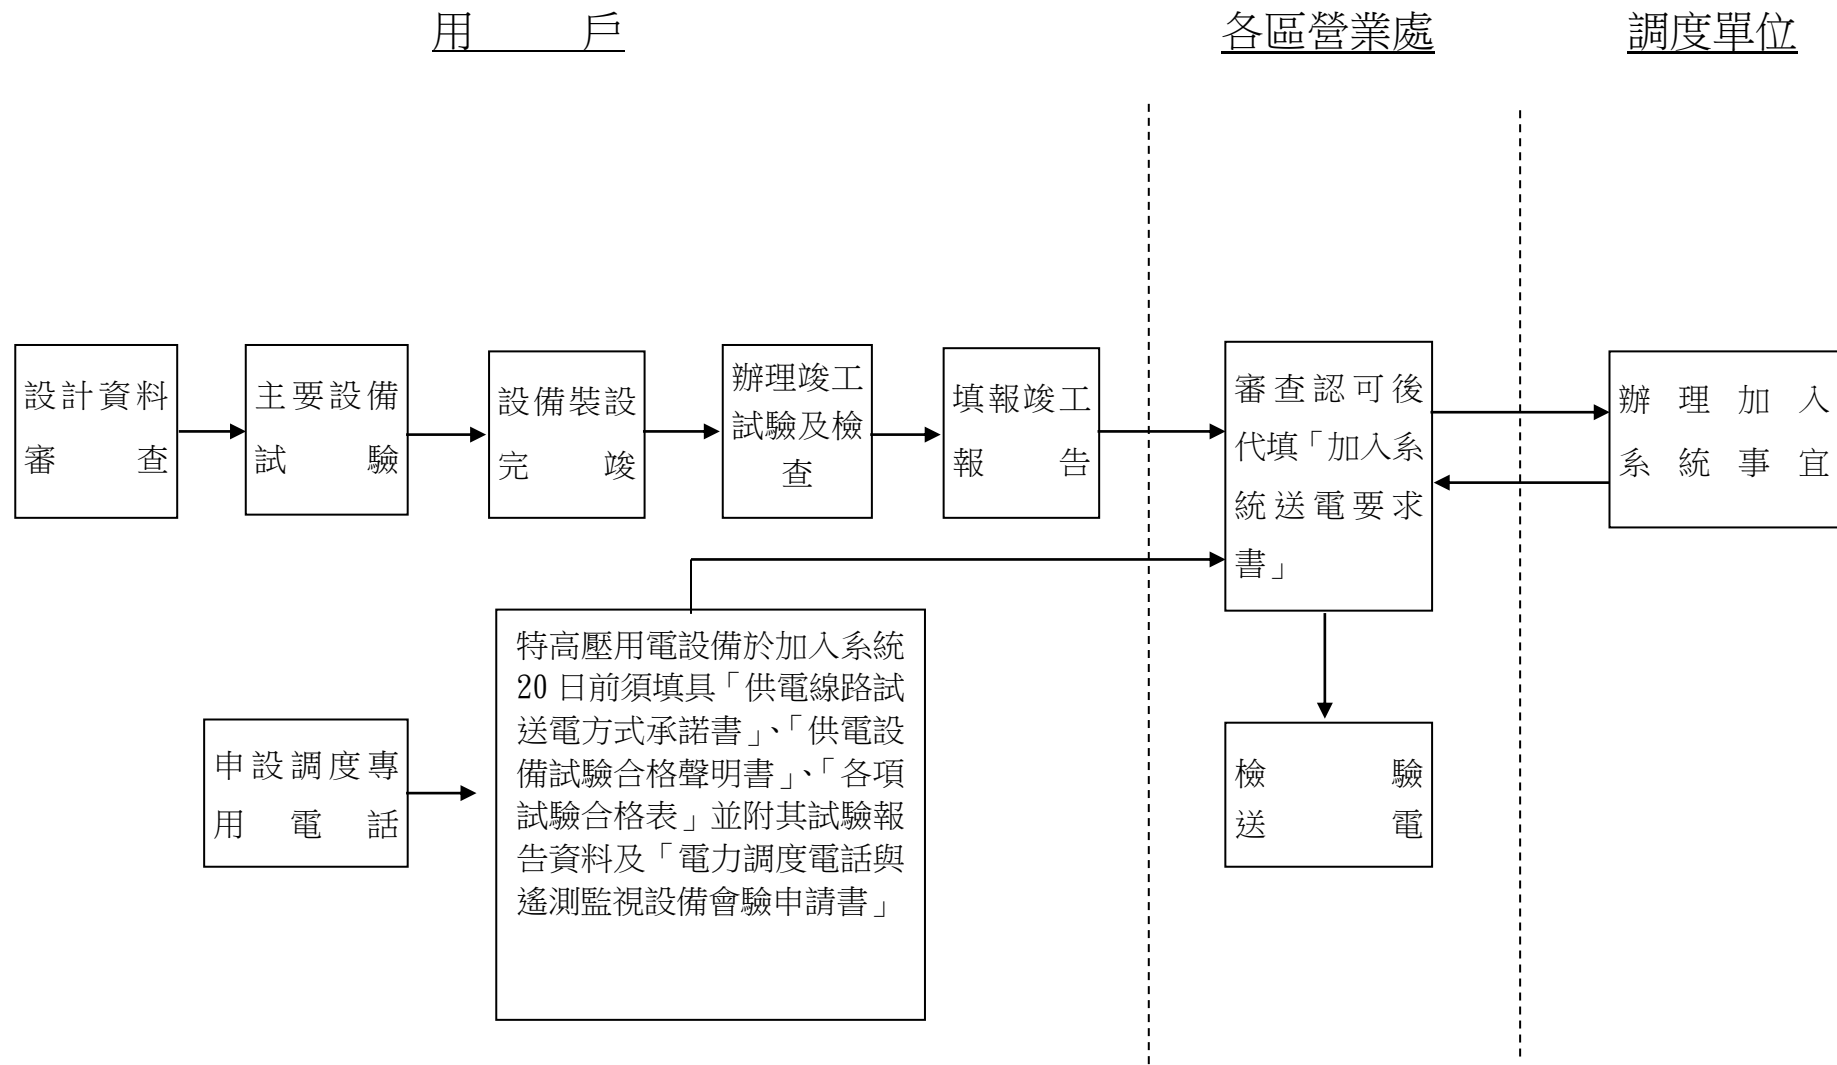 用戶
各區營業處
調度單位
設計資料
審查
主要設備
試驗
設備裝設
完竣
辦理竣工
試驗及檢
查
填報竣工
報告
審查認可後
代填「加入系
統送電要求
書」
辦理加入
系統事宜
特高壓用電設備於加入系統
20日前須填具「供電線路試
送電方式承諾書」、「供電設
備試驗合格聲明書」、「各項
試驗合格表」並附其試驗報
告資料及「電力調度電話與
遙測監視設備會驗申請書」
申設調度專
用電話
檢驗
送電